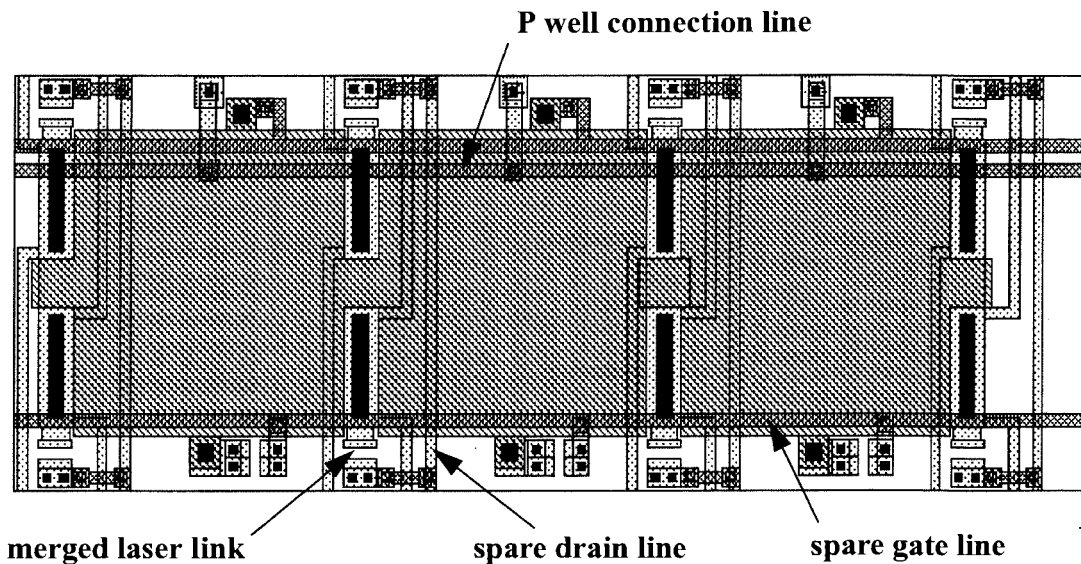 P well connection line
merged laser link
spare drain line
spare gate line